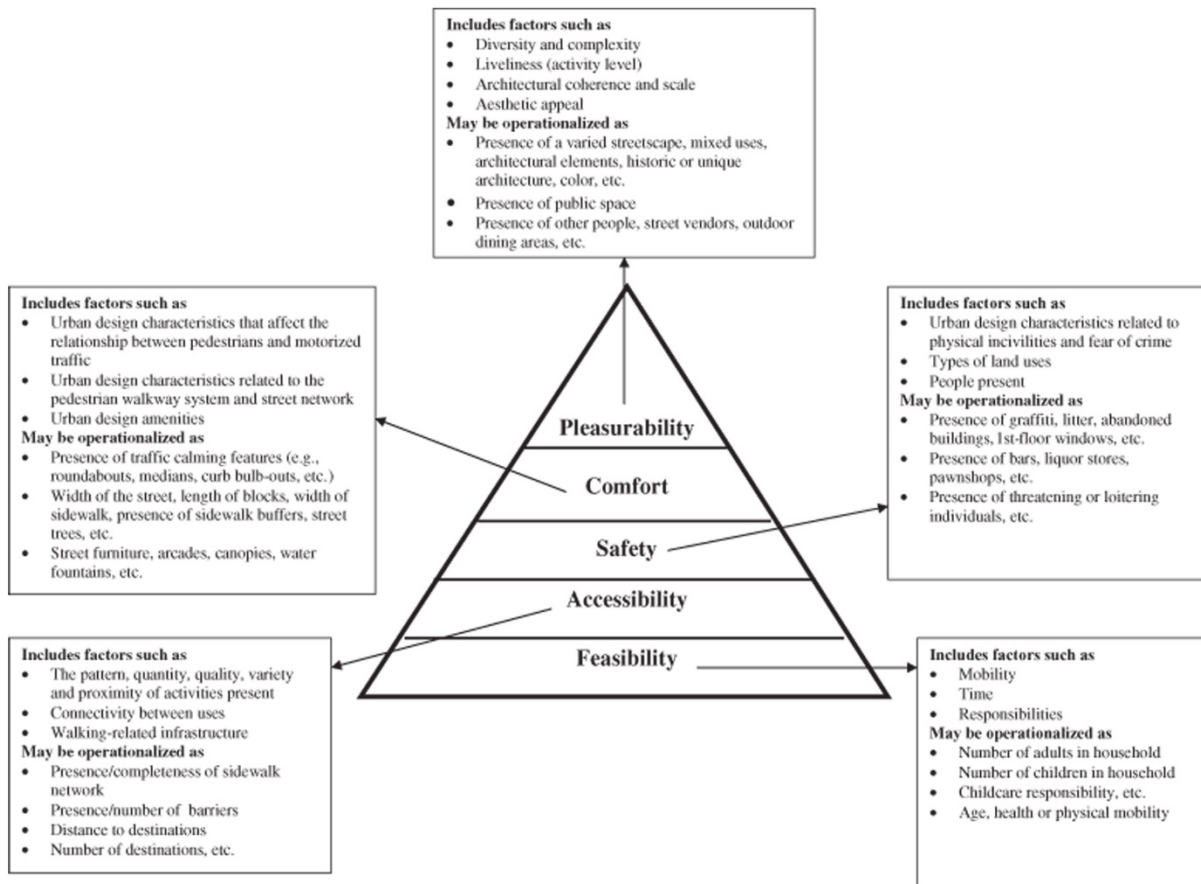 Includes factors such as
• Diversity and complexity
• Liveliness (activity level)
• Architectural coherence and scale
• Aesthetic appeal
May be operationalized as
• Presence of a varied streetscape, mixed uses,
architectural elements, historic or unique
architecture, color, etc.
• Presence of public space
• Presence of other people, street vendors, outdoor
dining areas, etc.
Includes factors such as
• Urban design characteristics that affect the
relationship between pedestrians and motorized
traffic
• Urban design characteristics related to the
pedestrian walkway system and street network
• Urban design amenities
May be operationalized as
• Presence of traffic calming features (e.g.,
roundabouts, medians, curb bulb-outs, etc.)
• Width of the street, length of blocks, width of
sidewalk, presence of sidewalk buffers, street
trees, etc.
• Street furniture, arcades, canopies, water
fountains, etc.
Includes factors such as
• Urban design characteristics related to
physical incivilities and fear of crime
• Types of land uses
• People present
May be operationalized as
• Presence of graffiti, litter, abandoned
buildings, 1st-floor windows, etc.
• Presence of bars, liquor stores,
pawnshops, etc.
• Presence of threatening or loitering
individuals, etc.
Pleasurability
Comfort
Safety
Accessibility
Feasibility
Includes factors such as
• The pattern, quantity, quality, variety
and proximity of activities present
• Connectivity between uses
• Walking-related infrastructure
May be operationalized as
• Presence/completeness of sidewalk
network
• Presence/number of barriers
• Distance to destinations
• Number of destinations, etc.
Includes factors such as
• Mobility
• Time
• Responsibilities
May be operationalized as
• Number of adults in household
• Number of children in household
• Childcare responsibility, etc.
• Age, health or physical mobility